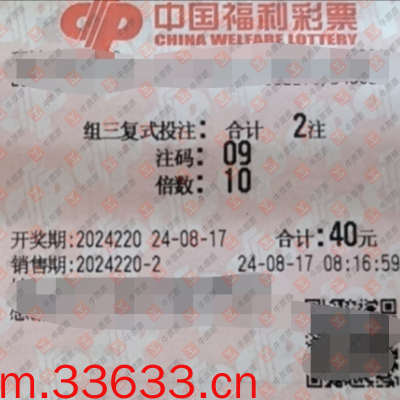 中国福利彩票
CHINA WELFARE LOTTERY
组三复式投注: 合计 2注
注码: 09
倍数: 10
开奖期:2024220 24-08-17 合计:40元
销售期:2024220-2 24-08-17 08:16:59
m.33633.cn